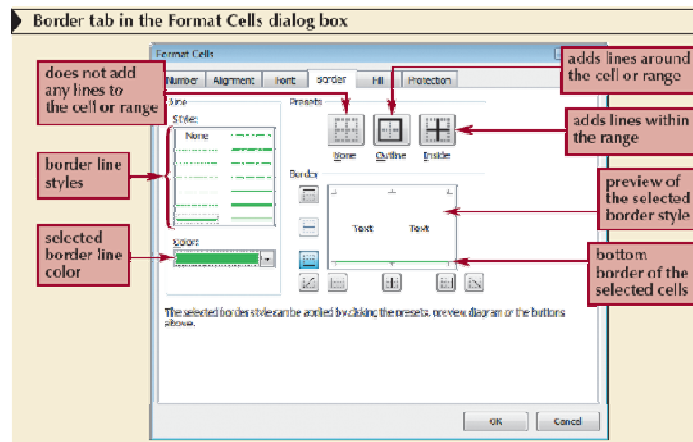 Border tab in the Format Cells dialog box
Format Cells
Number Alignment Font Border Fill Protection
does not add
any lines to
the cell or range
adds lines around
the cell or range
adds lines within
the range
Line
Style:
None
Presets
None Outline Inside
border line
styles
Border
Text Text
preview of
the selected
border style
selected
border line
color
Color:
bottom
border of the
selected cells
The selected border style can be applied by clicking the presets, preview diagram or the buttons
above.
OK Cancel